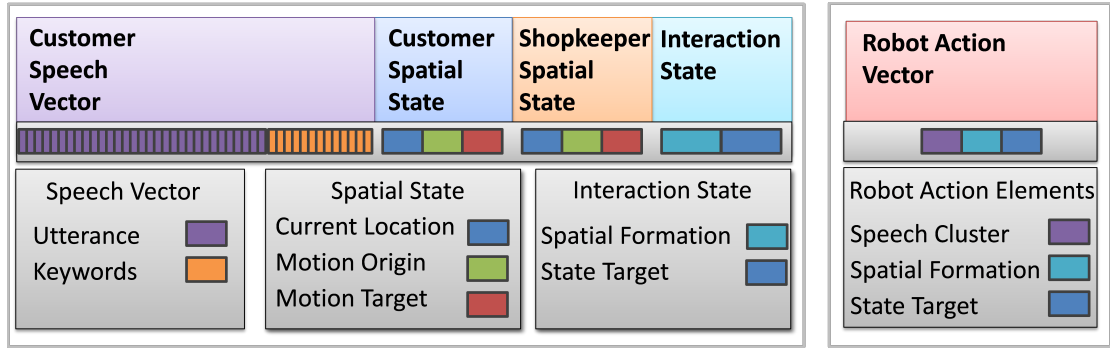 Customer
Speech
Vector
Customer
Spatial
State
Shopkeeper
Spatial
State
Interaction
State
Speech Vector
Utterance
Keywords
Spatial State
Current Location
Motion Origin
Motion Target
Interaction State
Spatial Formation
State Target
Robot Action
Vector
Robot Action Elements
Speech Cluster
Spatial Formation
State Target